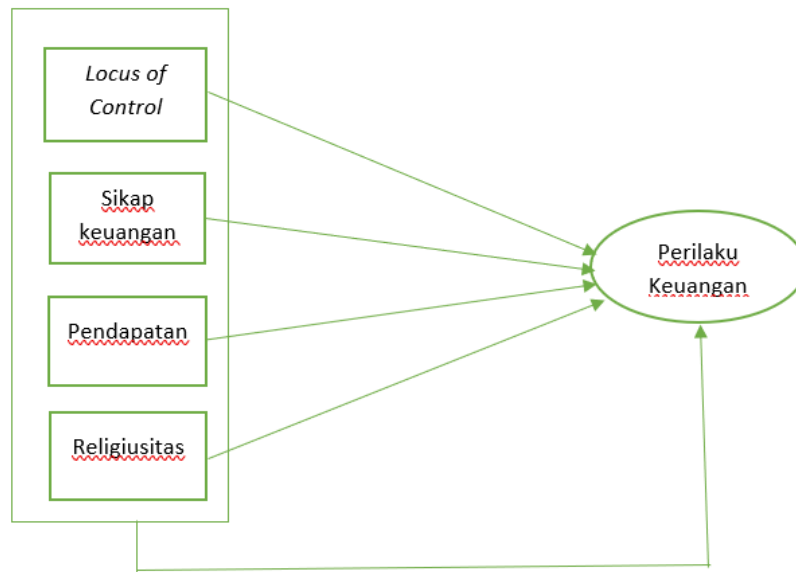 Locus of
Control
Sikap
keuangan
Pendapatan
Religiusitas
Perilaku
Keuangan